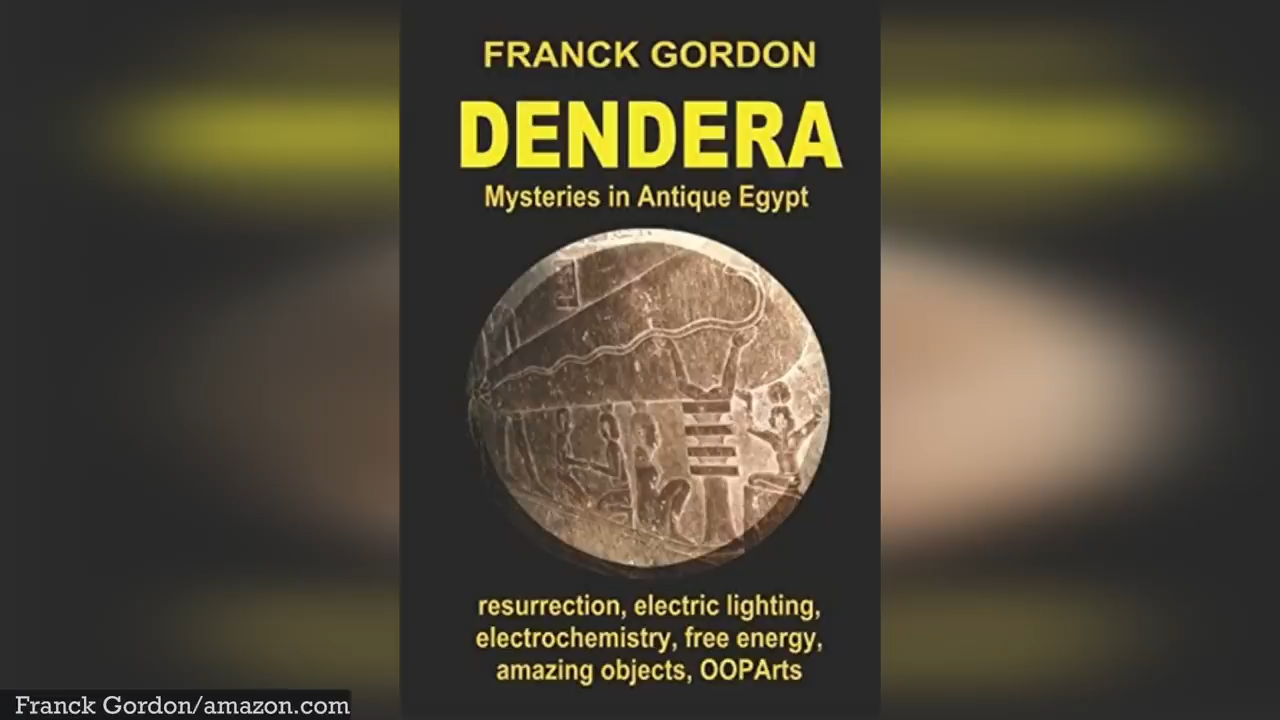 FRANCK GORDON
DENDERA
Mysteries in Antique Egypt
resurrection, electric lighting,
electrochemistry, free energy,
amazing objects, OOPArts
Franck Gordon/amazon.com